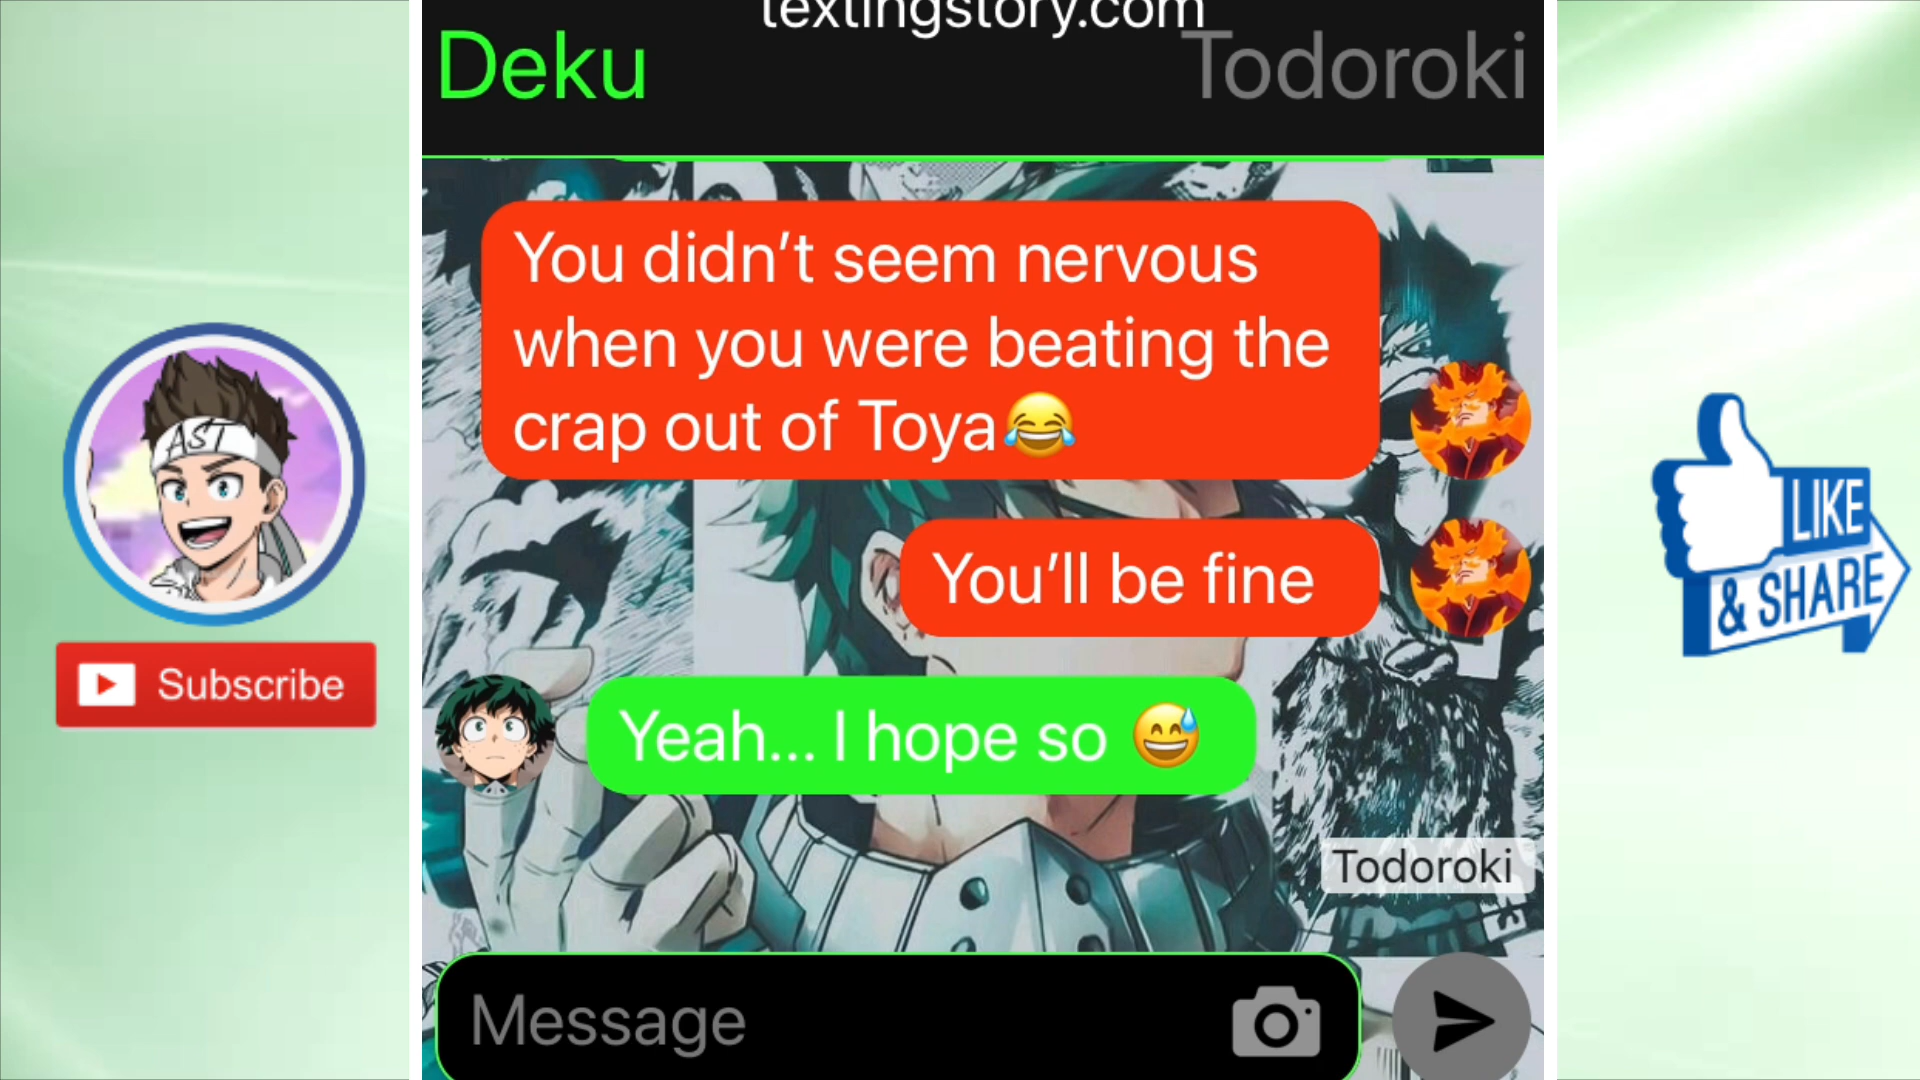 textingstory.com
Deku
Todoroki
You didn’t seem nervous
when you were beating the
crap out of Toya😂
You’ll be fine
Yeah... I hope so 😅
Todoroki
Message
AST
Subscribe
LIKE
& SHARE